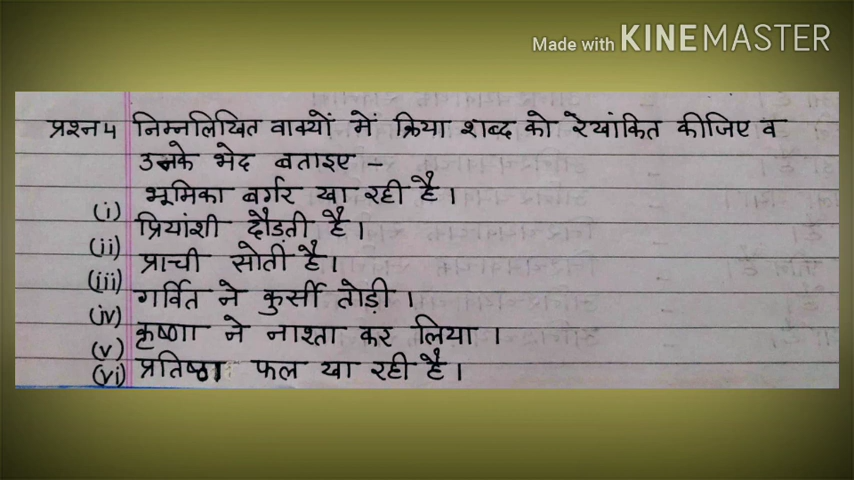 Made with KINEMASTER
प्रश्न 4 निम्नलिखित वाक्यों में क्रिया शब्द को रेखांकित कीजिए व
उनके भेद बताइए -
(i) भूमिका बर्गर खा रही है।
(ii) प्रियांशी दौड़ती है।
(iii) प्राची सोती है।
(iv) गर्वित ने कुर्सी तोड़ी।
(v) कृष्णा ने नाश्ता कर लिया।
(vi) प्रतिष्ठा फल खा रही है।